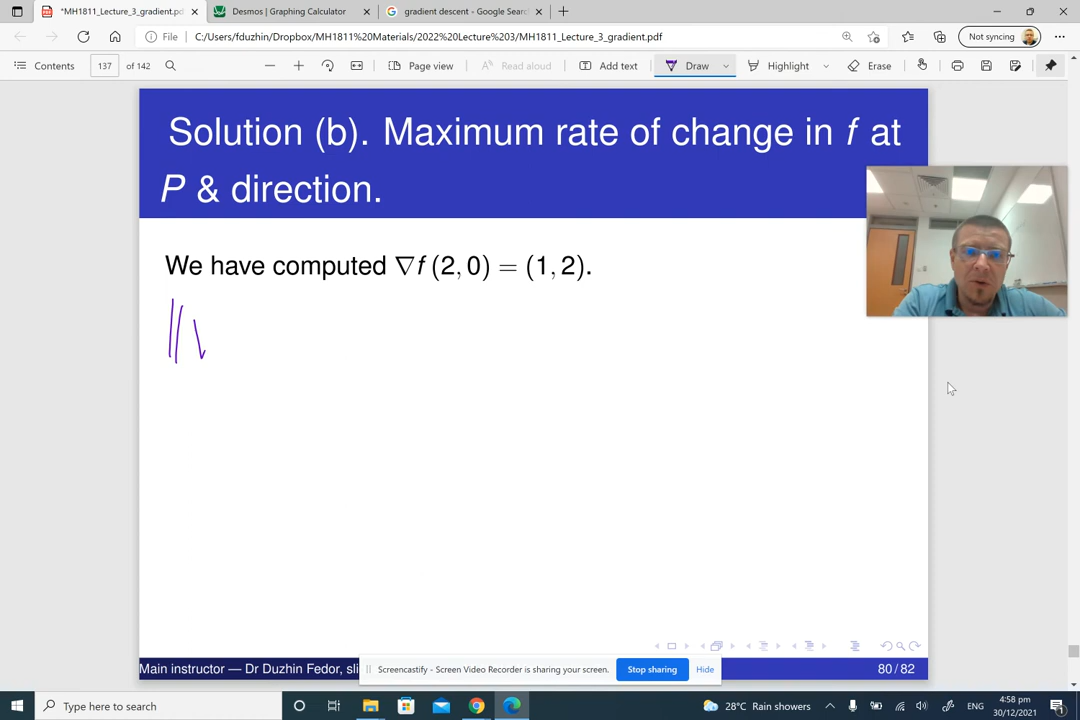 *MH1811_Lecture_3_gradient.pd
Desmos | Graphing Calculator
gradient descent - Google Searc
File
C:/Users/fduzhin/Dropbox/MH1811%20Materials/2022%20Lecture%203/MH1811_Lecture_3_gradient.pdf
Not syncing
Contents
137 of 142
Page view
Read aloud
Add text
Draw
Highlight
Erase
Solution (b). Maximum rate of change in f at
P & direction.
We have computed ∇f (2, 0) = (1, 2).
Main instructor — Dr Duzhin Fedor, sli
80 / 82
Screencastify - Screen Video Recorder is sharing your screen.
Stop sharing
Hide
Type here to search
28°C Rain showers
ENG
4:58 pm
30/12/2021